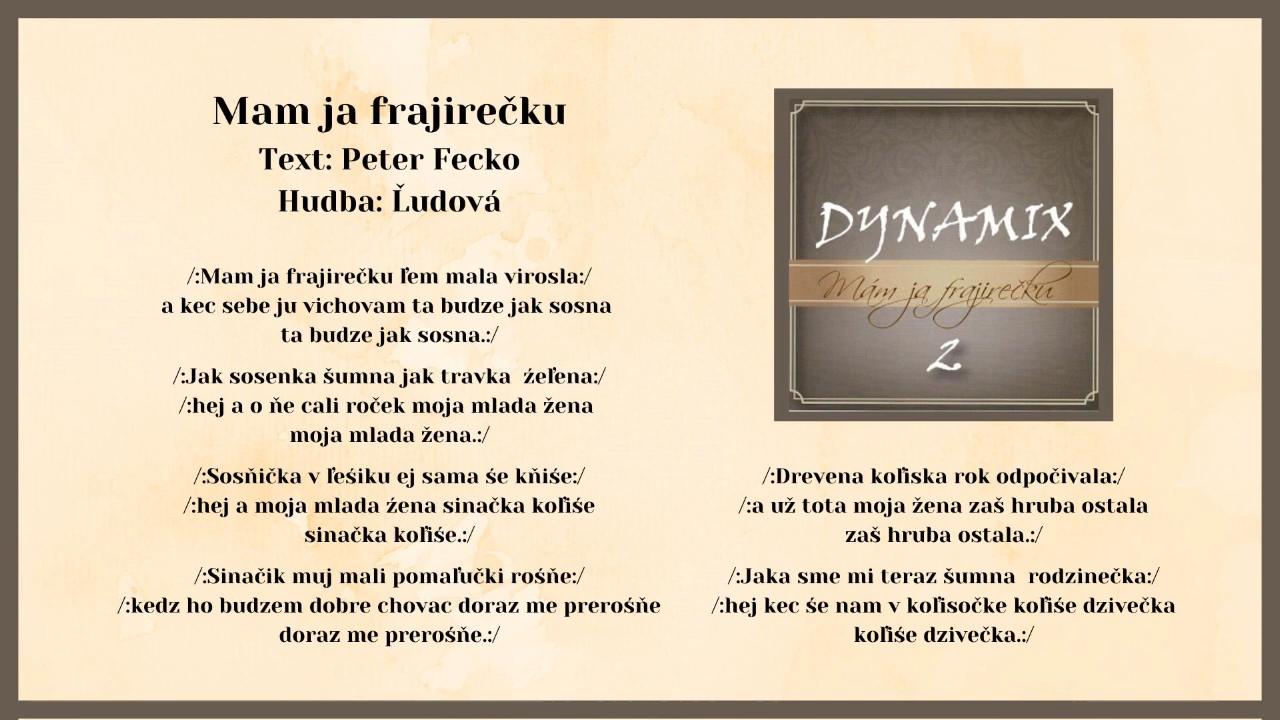 Mam ja frajirečku
Text: Peter Fecko
Hudba: Ľudová
/:Mam ja frajirečku ľem mala virosla:/
a kec sebe ju vichovam ta budze jak sosna
ta budze jak sosna.:/
/:Jak sosenka šumna jak travka  źeľena:/
/:hej a o ňe cali roček moja mlada žena
moja mlada žena.:/
/:Sosňička v ľeśiku ej sama śe kňiśe:/
/:hej a moja mlada źena sinačka koľiśe
sinačka koľiśe.:/
/:Sinačik muj mali pomaľučki rośňe:/
/:kedz ho budzem dobre chovac doraz me prerośňe
doraz me prerośňe.:/
DYNAMIX
Mám ja frajirečku
2
/:Drevena koľiska rok odpočivala:/
/:a už tota moja žena zaš hruba ostala
zaš hruba ostala.:/
/:Jaka sme mi teraz šumna  rodzinečka:/
/:hej kec śe nam v koľisočke koľiśe dzivečka
koľiśe dzivečka.:/